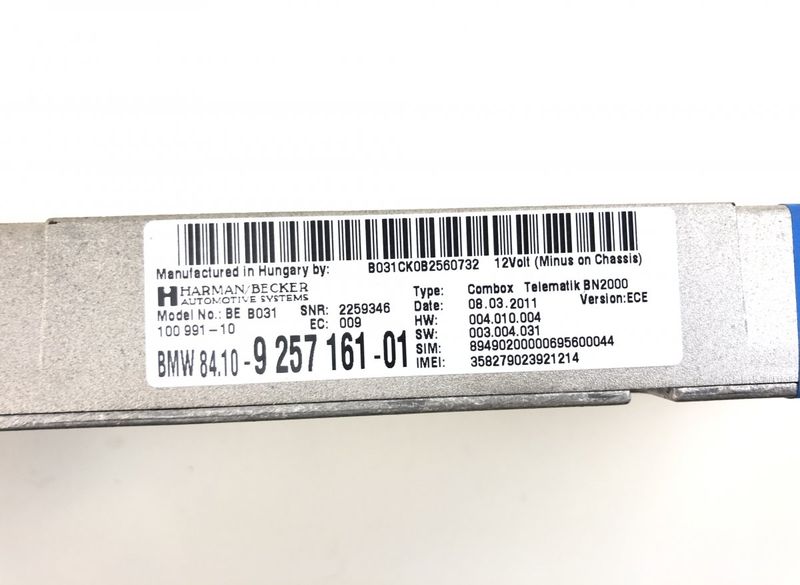 Manufactured in Hungary by: B031CK0B2560732 12Volt (Minus on Chassis)
HARMAN/BECKER
AUTOMOTIVE SYSTEMS
Model No.: BE B031 SNR: 2259346
100 991-10 EC: 009
BMW 84.10 - 9 257 161 - 01
Type: Combox Telematik BN2000
Date: 08.03.2011 Version:ECE
HW: 004.010.004
SW: 003.004.031
SIM: 89490200000695600044
IMEI: 358279023921214